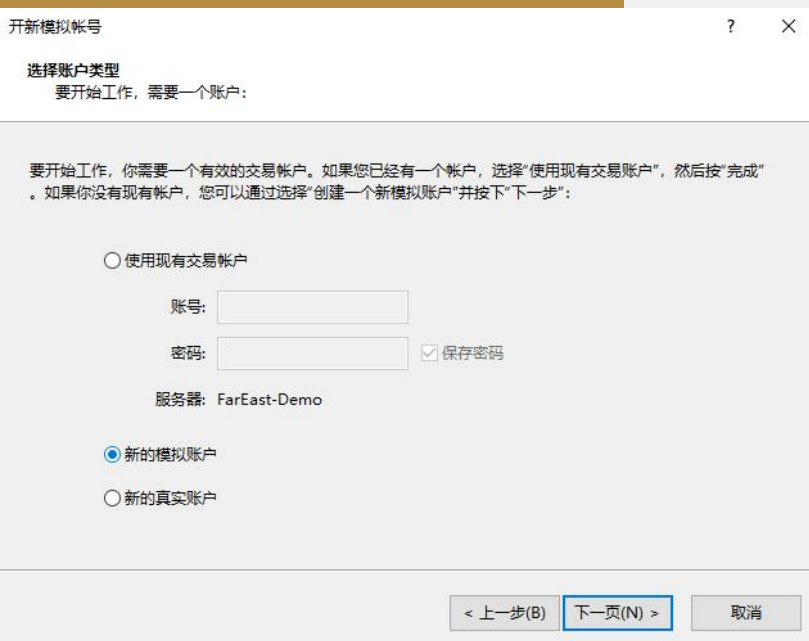 开新模拟帐号
?
选择账户类型
要开始工作，需要一个账户：
要开始工作，你需要一个有效的交易帐户。如果您已经有一个帐户，选择“使用现有交易账户”，然后按“完成”
。如果你没有现有帐户，您可以通过选择“创建一个新模拟账户”并按下“下一步”：
使用现有交易帐户
账号:
密码: 保存密码
服务器: FarEast-Demo
新的模拟账户
新的真实账户
< 上一步(B) 下一页(N) > 取消